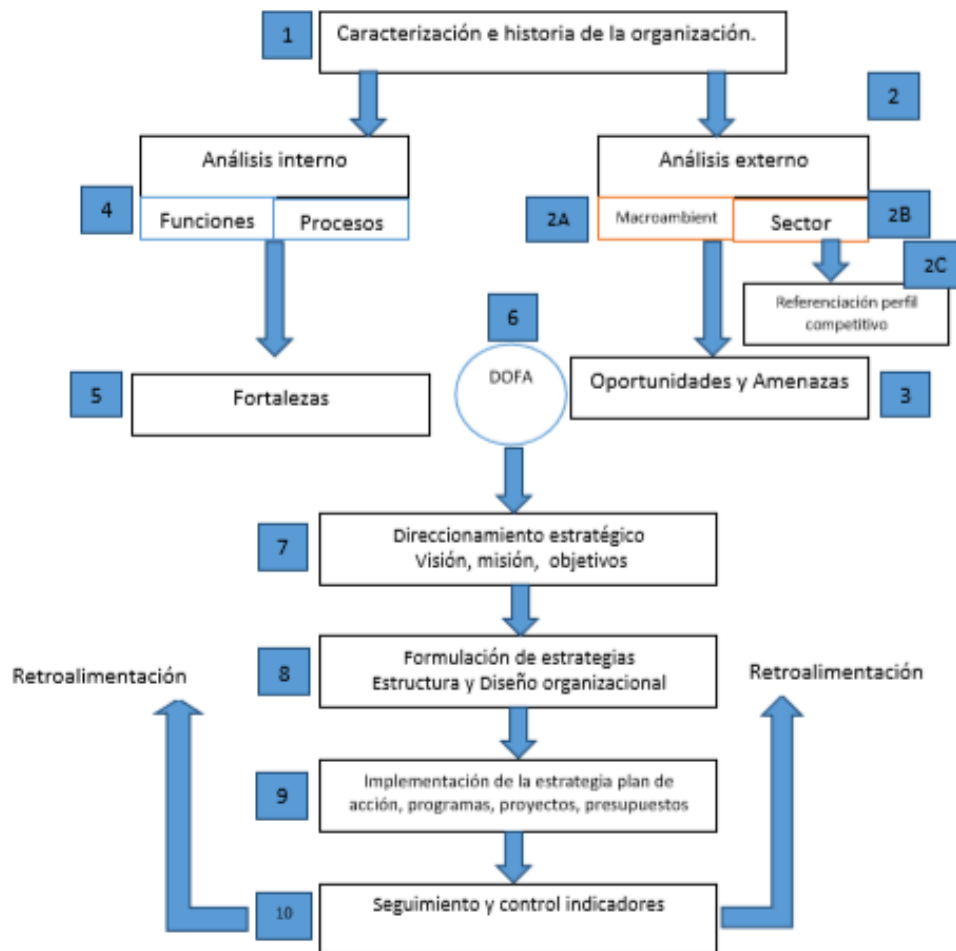 1
Caracterización e historia de la organización.
2
Análisis interno
Análisis externo
4
Funciones
Procesos
2A
Macroambient
Sector
2B
2C
Referenciación perfil
competitivo
6
DOFA
5
Fortalezas
Oportunidades y Amenazas
3
7
Direccionamiento estratégico
Visión, misión, objetivos
Retroalimentación
8
Formulación de estrategias
Estructura y Diseño organizacional
Retroalimentación
9
Implementación de la estrategia plan de
acción, programas, proyectos, presupuestos
10
Seguimiento y control indicadores